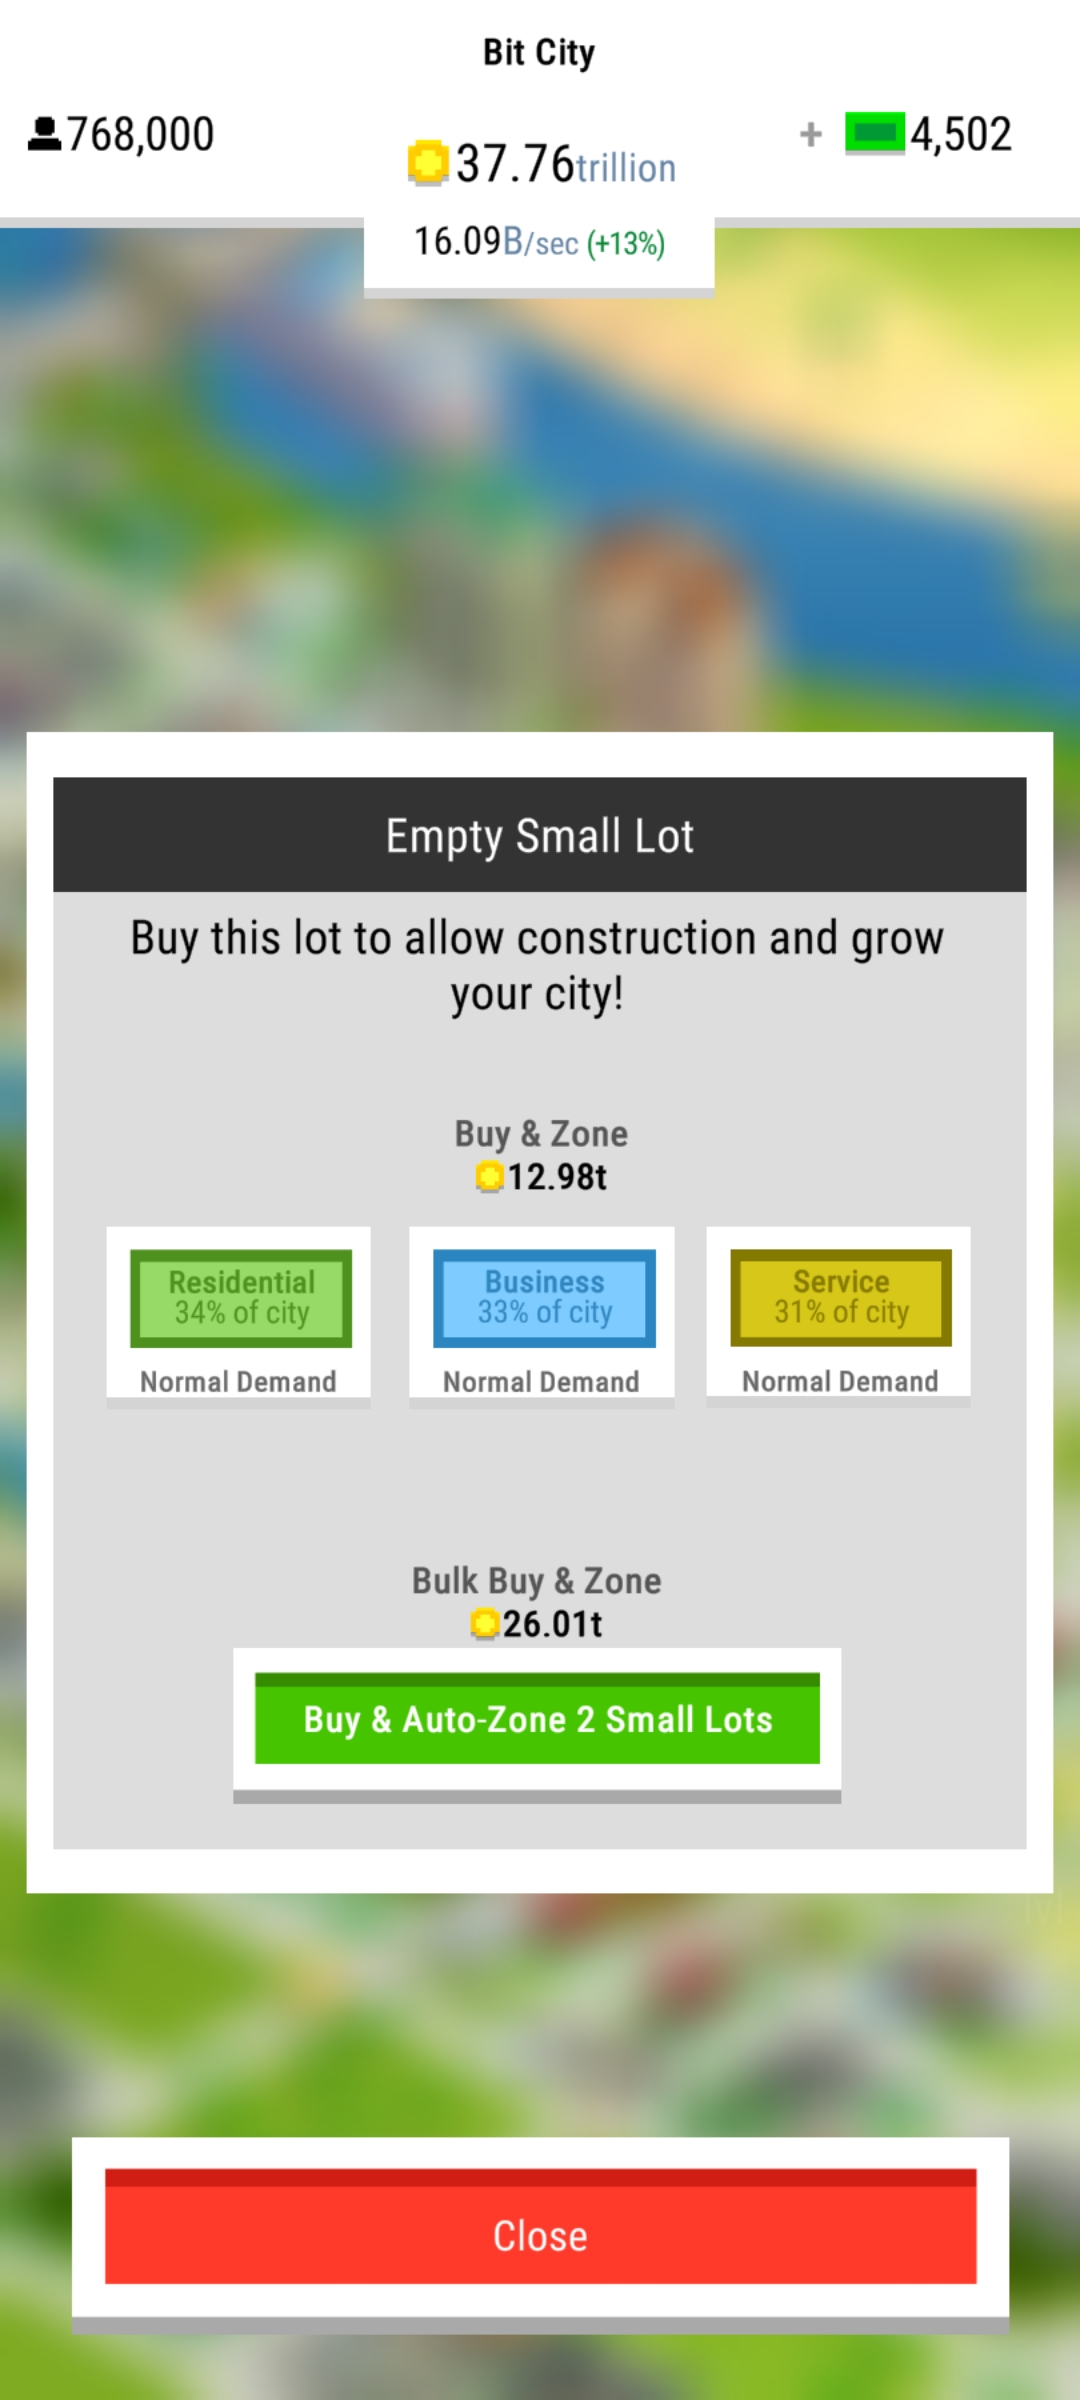 Bit City
768,000
37.76trillion
+ 4,502
16.09B/sec (+13%)
Empty Small Lot
Buy this lot to allow construction and grow
your city!
Buy & Zone
12.98t
Residential
34% of city
Normal Demand
Business
33% of city
Normal Demand
Service
31% of city
Normal Demand
Bulk Buy & Zone
26.01t
Buy & Auto-Zone 2 Small Lots
Close